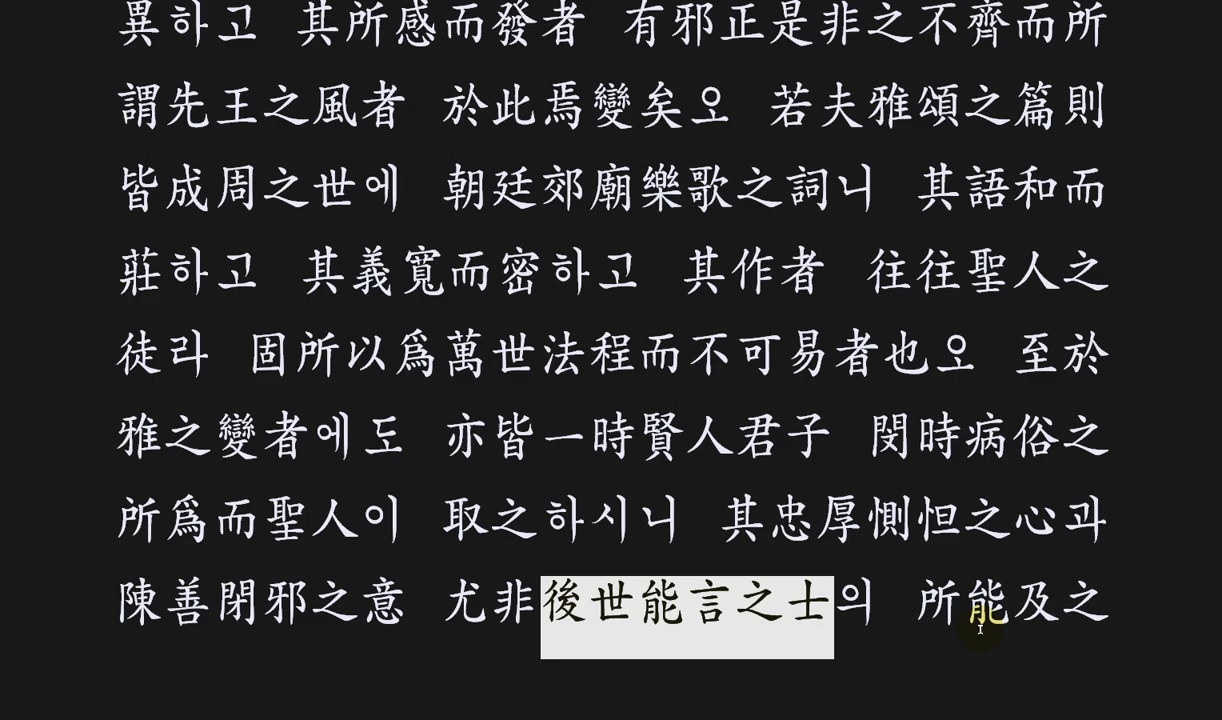 異하고 其所感而發者 有邪正是非之不齊而所
謂先王之風者 於此焉變矣오 若夫雅頌之篇則
皆成周之世에 朝廷郊廟樂歌之詞니 其語和而
莊하고 其義寬而密하고 其作者 往往聖人之
徒라 固所以爲萬世法程而不可易者也오 至於
雅之變者에도 亦皆一時賢人君子 閔時病俗之
所爲而聖人이 取之하시니 其忠厚惻怛之心과
陳善閉邪之意 尤非後世能言之士의 所能及之